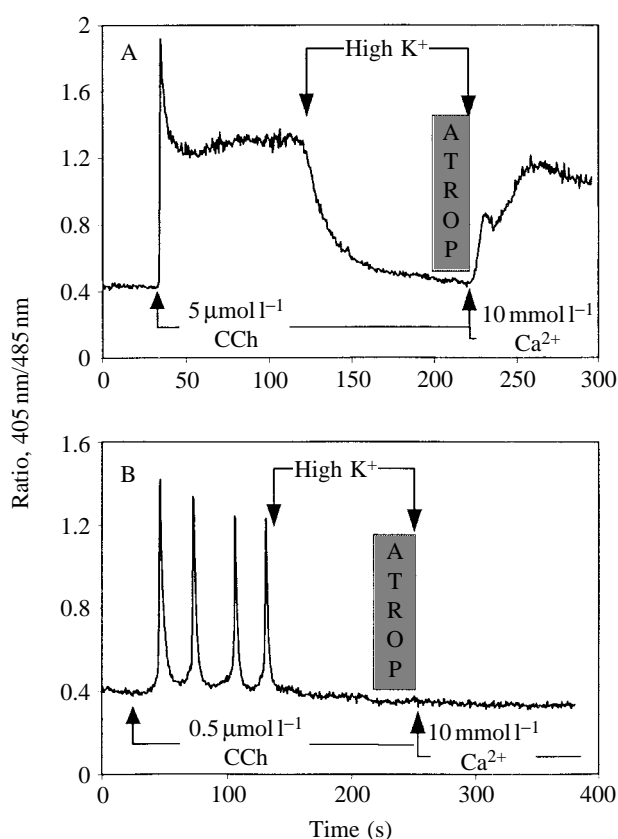 Ratio, 405 nm/485 nm
A
2
1.6
1.2
0.8
0.4
0
High K⁺
ATROP
5 μmol l⁻¹
CCh
10 mmol l⁻¹
Ca²⁺
0 50 100 150 200 250 300
B
1.6
1.2
0.8
0.4
0
High K⁺
ATROP
0.5 μmol l⁻¹
CCh
10 mmol l⁻¹
Ca²⁺
0 100 200 300 400
Time (s)